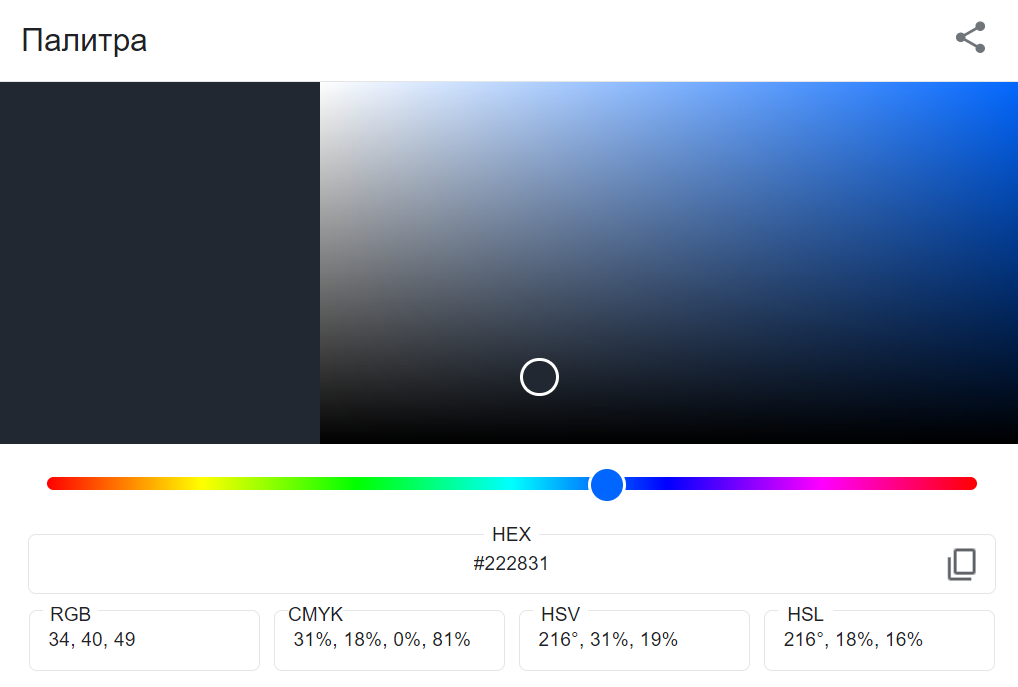 Палитра
HEX
#222831
RGB
34, 40, 49
CMYK
31%, 18%, 0%, 81%
HSV
216°, 31%, 19%
HSL
216°, 18%, 16%